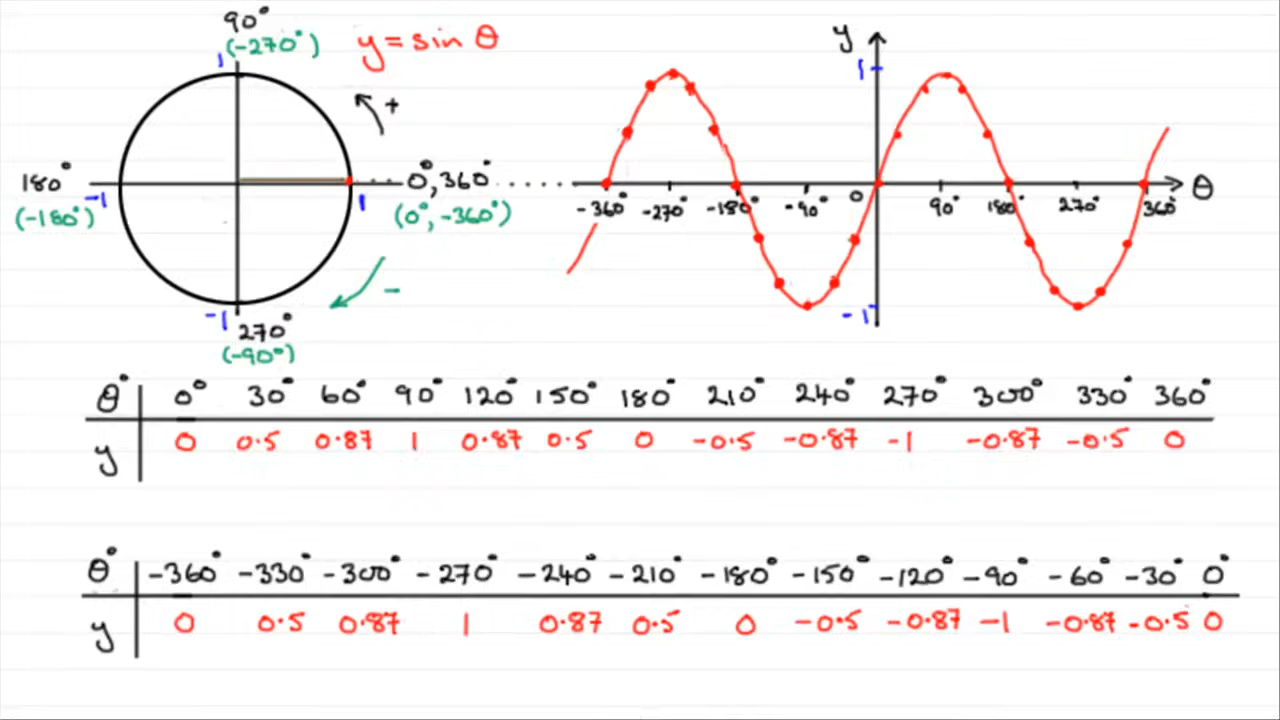 90°
(-270°)
y = sin θ
y
1
1
+
180°
-1
(-180°)
0°, 360°
1
(0°, -360°)
-360° -270° -180° -90° 0 90° 180° 270° 360° θ
-
-1
270°
(-90°)
-1
θ° 0° 30° 60° 90° 120° 150° 180° 210° 240° 270° 300° 330° 360°
y 0 0.5 0.87 1 0.87 0.5 0 -0.5 -0.87 -1 -0.87 -0.5 0
θ° -360° -330° -300° -270° -240° -210° -180° -150° -120° -90° -60° -30° 0°
y 0 0.5 0.87 1 0.87 0.5 0 -0.5 -0.87 -1 -0.87 -0.5 0